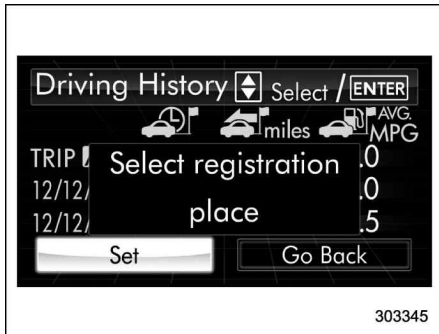 Driving History Select / ENTER
miles AVG. MPG
TRIP .0
Select registration
12/12/ .0
place
12/12/ .5
Set Go Back
303345